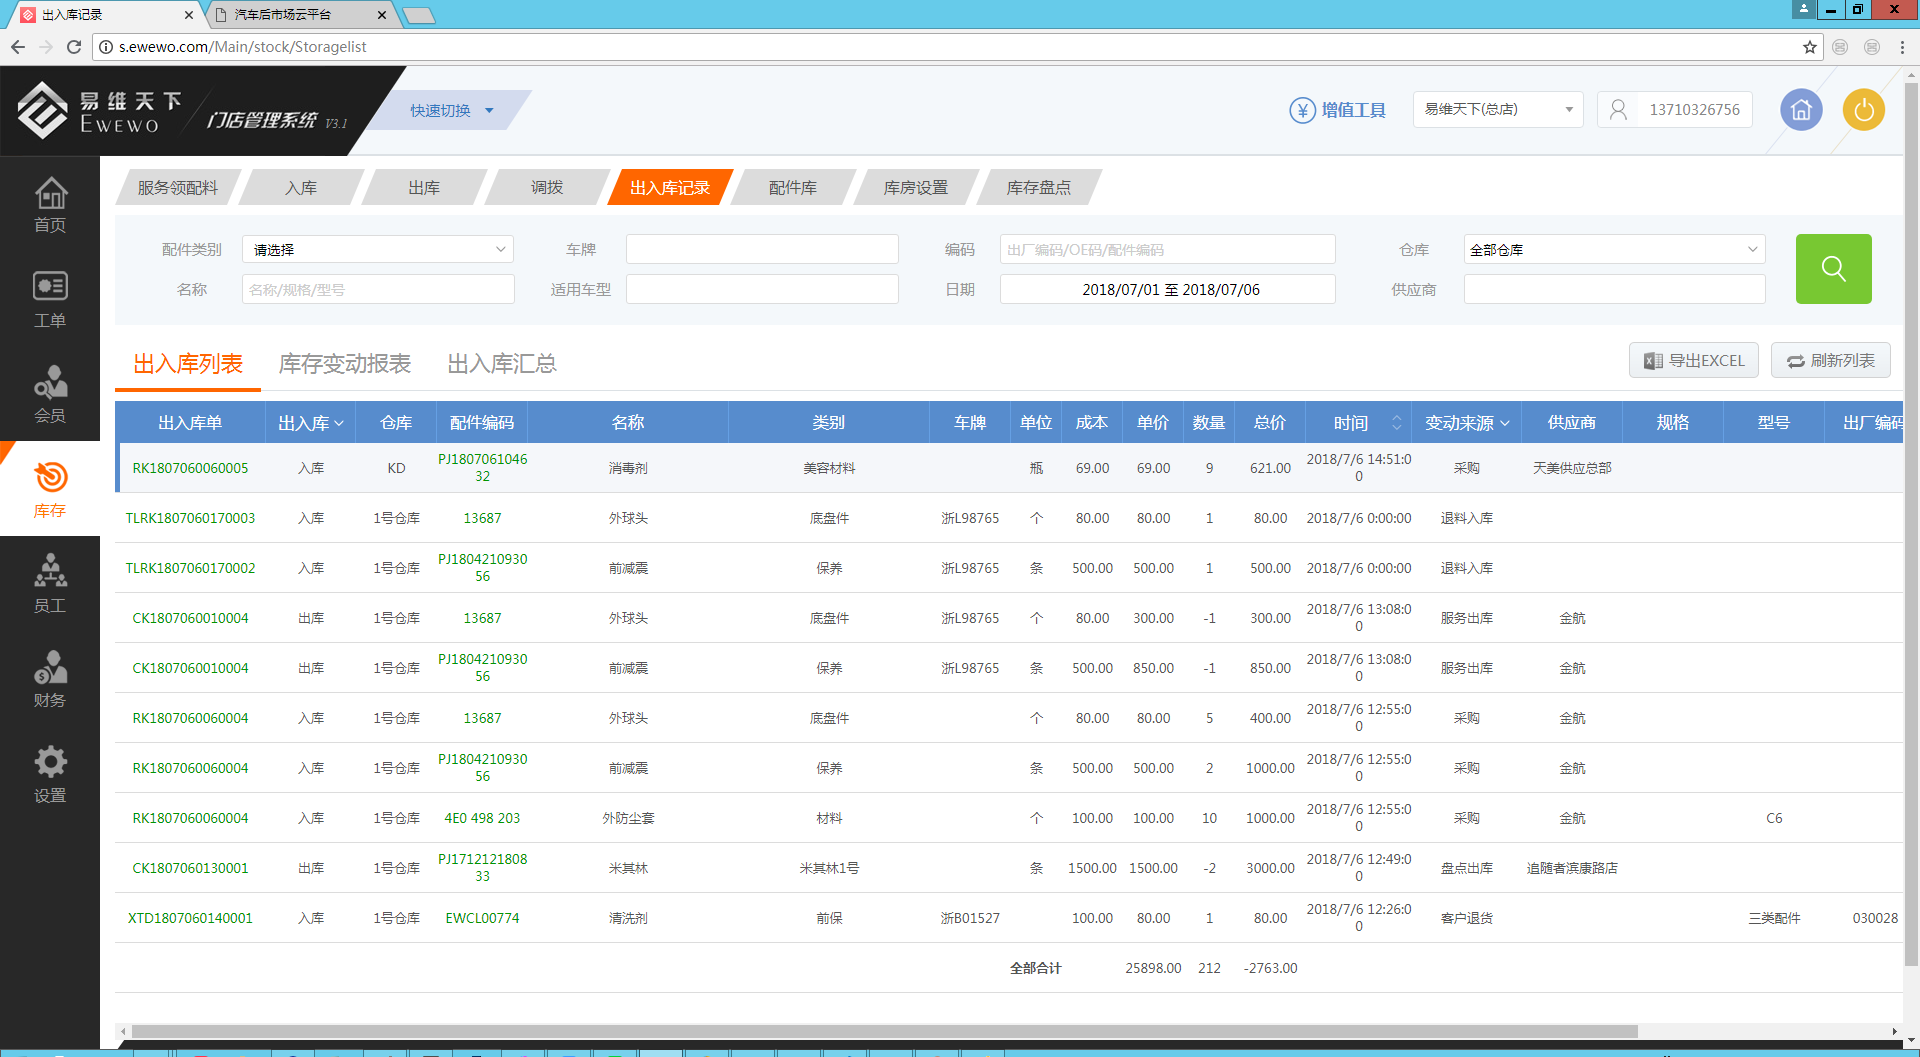 出入库记录
汽车后市场云平台
s.ewewo.com/Main/stock/Storagelist
易维天下
EWEWO
门店管理系统 V3.1
快速切换
增值工具
易维天下(总店)
13710326756
首页
工单
会员
库存
员工
财务
设置
服务领配料 入库 出库 调拨 出入库记录 配件库 库房设置 库存盘点
配件类别 请选择 车牌 编码 出厂编码/OE码/配件编码 仓库 全部仓库
名称 名称/规格/型号 适用车型 日期 2018/07/01 至 2018/07/06 供应商
出入库列表 库存变动报表 出入库汇总 导出EXCEL 刷新列表
出入库单 出入库 仓库 配件编码 名称 类别 车牌 单位 成本 单价 数量 总价 时间 变动来源 供应商 规格 型号 出厂编码
RK1807060060005 入库 KD PJ180706104632 消毒剂 美容材料 瓶 69.00 69.00 9 621.00 2018/7/6 14:51:00 采购 天美供应总部
TLRK1807060170003 入库 1号仓库 13687 外球头 底盘件 浙L98765 个 80.00 80.00 1 80.00 2018/7/6 0:00:00 退料入库
TLRK1807060170002 入库 1号仓库 PJ180421093056 前减震 保养 浙L98765 条 500.00 500.00 1 500.00 2018/7/6 0:00:00 退料入库
CK1807060010004 出库 1号仓库 13687 外球头 底盘件 浙L98765 个 80.00 300.00 -1 300.00 2018/7/6 13:08:00 服务出库 金航
CK1807060010004 出库 1号仓库 PJ180421093056 前减震 保养 浙L98765 条 500.00 850.00 -1 850.00 2018/7/6 13:08:00 服务出库 金航
RK1807060060004 入库 1号仓库 13687 外球头 底盘件 个 80.00 80.00 5 400.00 2018/7/6 12:55:00 采购 金航
RK1807060060004 入库 1号仓库 PJ180421093056 前减震 保养 条 500.00 500.00 2 1000.00 2018/7/6 12:55:00 采购 金航
RK1807060060004 入库 1号仓库 4E0 498 203 外防尘套 材料 个 100.00 100.00 10 1000.00 2018/7/6 12:55:00 采购 金航 C6
CK1807060130001 出库 1号仓库 PJ171212180833 米其林 米其林1号 条 1500.00 1500.00 -2 3000.00 2018/7/6 12:49:00 盘点出库 追随者滨康路店
XTD1807060140001 入库 1号仓库 EWCL00774 清洗剂 前保 浙B01527 100.00 80.00 1 80.00 2018/7/6 12:26:00 客户退货 三类配件 030028
全部合计 25898.00 212 -2763.00